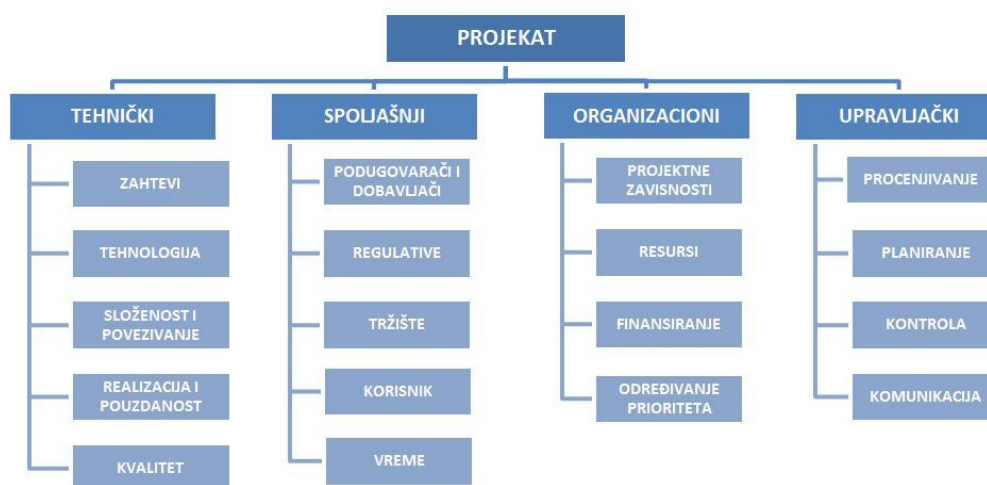 PROJEKAT
TEHNIČKI
ZAHTEVI
TEHNOLOGIJA
SLOŽENOST I
POVEZIVANJE
REALIZACIJA I
POUZDANOST
KVALITET
SPOLJAŠNJI
PODUGOVARAČI I
DOBAVLJAČI
REGULATIVE
TRŽIŠTE
KORISNIK
VREME
ORGANIZACIONI
PROJEKTNE
ZAVISNOSTI
RESURSI
FINANSIRANJE
ODREĐIVANJE
PRIORITETA
UPRAVLJAČKI
PROCENJIVANJE
PLANIRANJE
KONTROLA
KOMUNIKACIJA